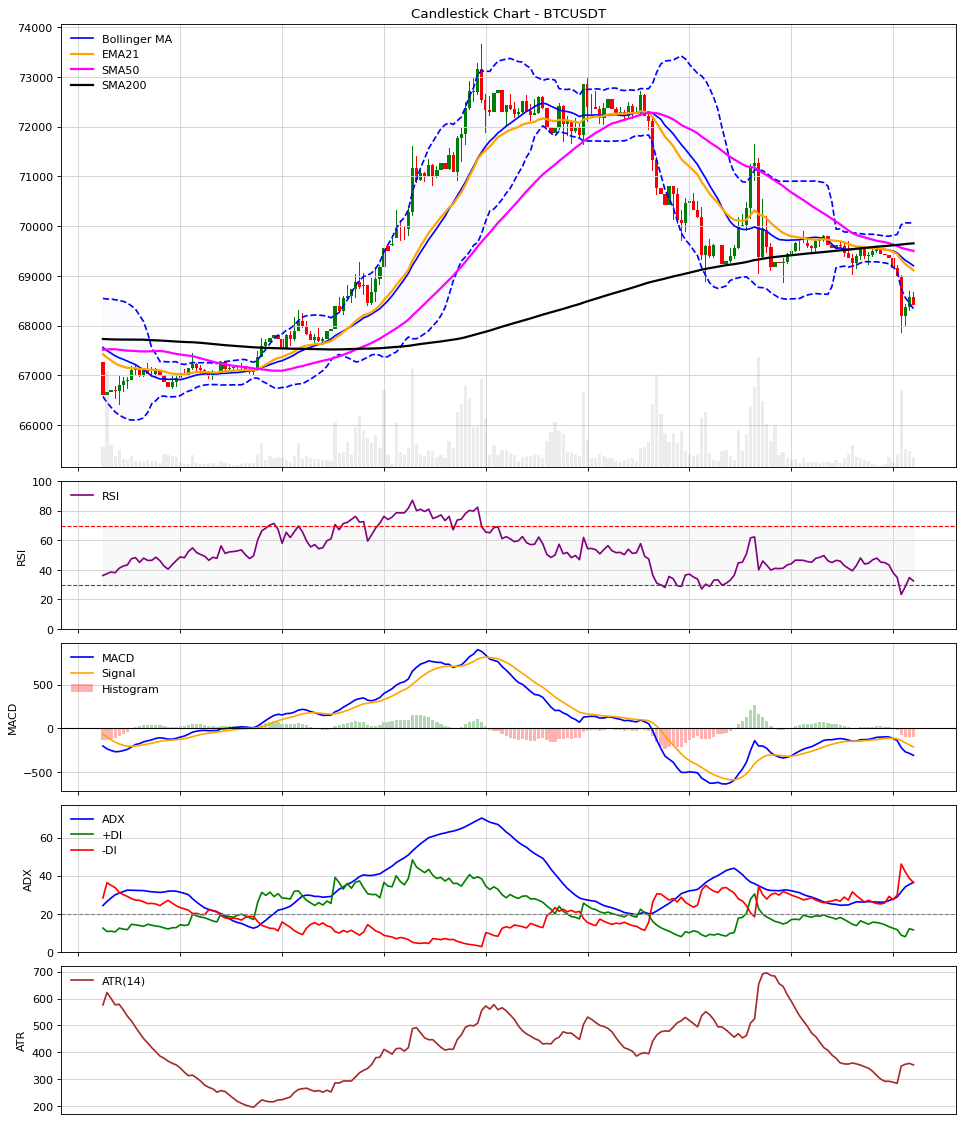 Candlestick Chart - BTCUSDT
74000
73000
72000
71000
70000
69000
68000
67000
66000
Bollinger MA
EMA21
SMA50
SMA200
100
80
60
40
20
0
RSI
RSI
500
0
−500
MACD
MACD
Signal
Histogram
60
40
20
0
ADX
ADX
+DI
-DI
700
600
500
400
300
200
ATR
ATR(14)